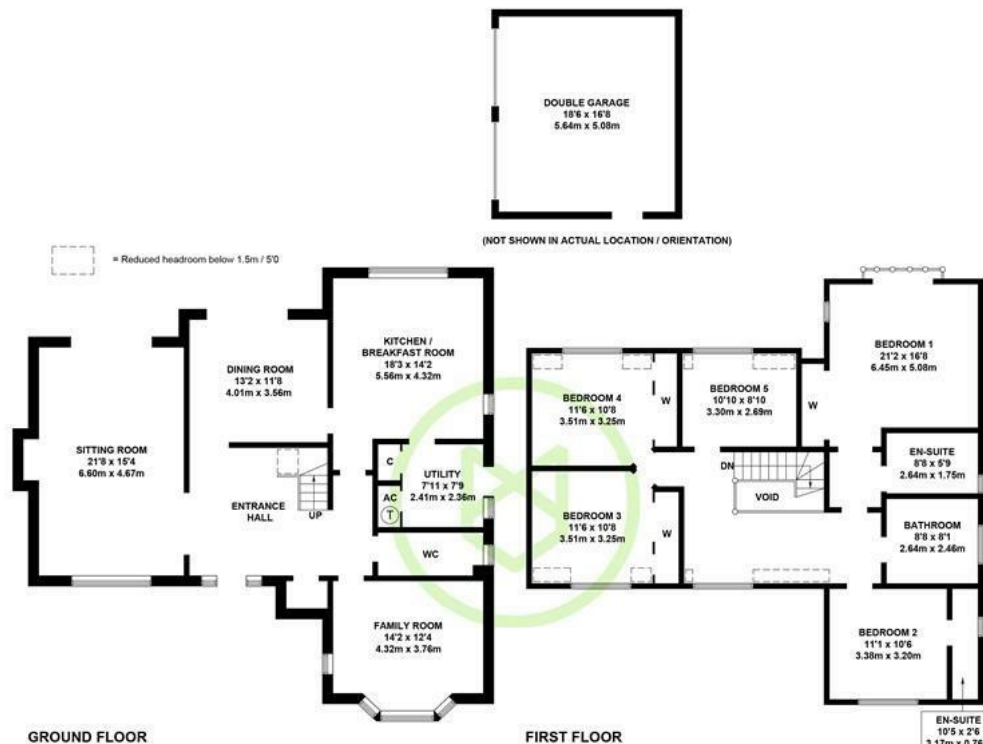 DOUBLE GARAGE
18'6 x 16'8
5.64m x 5.08m
(NOT SHOWN IN ACTUAL LOCATION / ORIENTATION)
= Reduced headroom below 1.5m / 5'0
KITCHEN /
BREAKFAST ROOM
18'3 x 14'2
5.56m x 4.32m
DINING ROOM
13'2 x 11'8
4.01m x 3.56m
SITTING ROOM
21'8 x 15'4
6.60m x 4.67m
ENTRANCE
HALL
UP
C
AC
T
UTILITY
7'11 x 7'9
2.41m x 2.36m
WC
FAMILY ROOM
14'2 x 12'4
4.32m x 3.76m
GROUND FLOOR
BEDROOM 1
21'2 x 16'8
6.45m x 5.08m
BEDROOM 4
11'6 x 10'8
3.51m x 3.25m
W
BEDROOM 5
10'10 x 8'10
3.30m x 2.69m
W
EN-SUITE
8'8 x 5'9
2.64m x 1.75m
DN
VOID
BEDROOM 3
11'6 x 10'8
3.51m x 3.25m
W
BATHROOM
8'8 x 8'1
2.64m x 2.46m
BEDROOM 2
11'1 x 10'6
3.38m x 3.20m
EN-SUITE
10'5 x 2'6
3.17m x 0.76
FIRST FLOOR